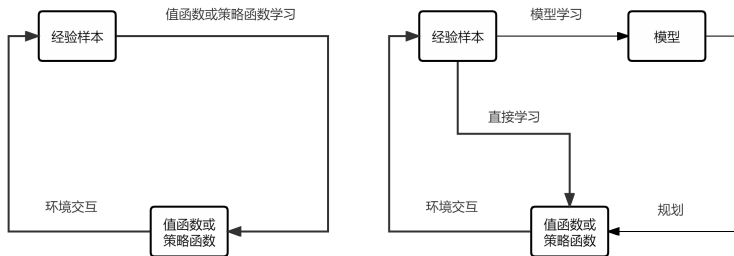 值函数或策略函数学习
经验样本
环境交互
值函数或
策略函数
模型学习
经验样本
模型
直接学习
环境交互
规划
值函数或
策略函数